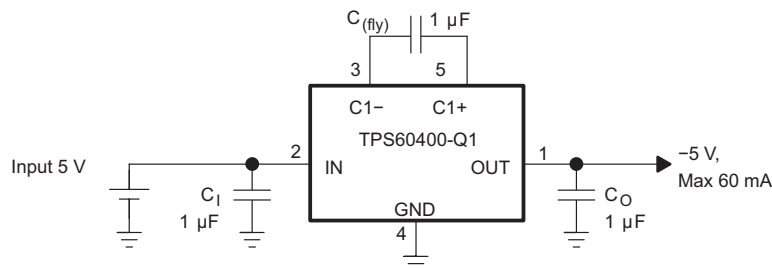 C(fly) 1 µF
3 5
C1− C1+
TPS60400-Q1
Input 5 V 2 IN OUT 1 −5 V,
Max 60 mA
CI
1 µF
GND
4
CO
1 µF